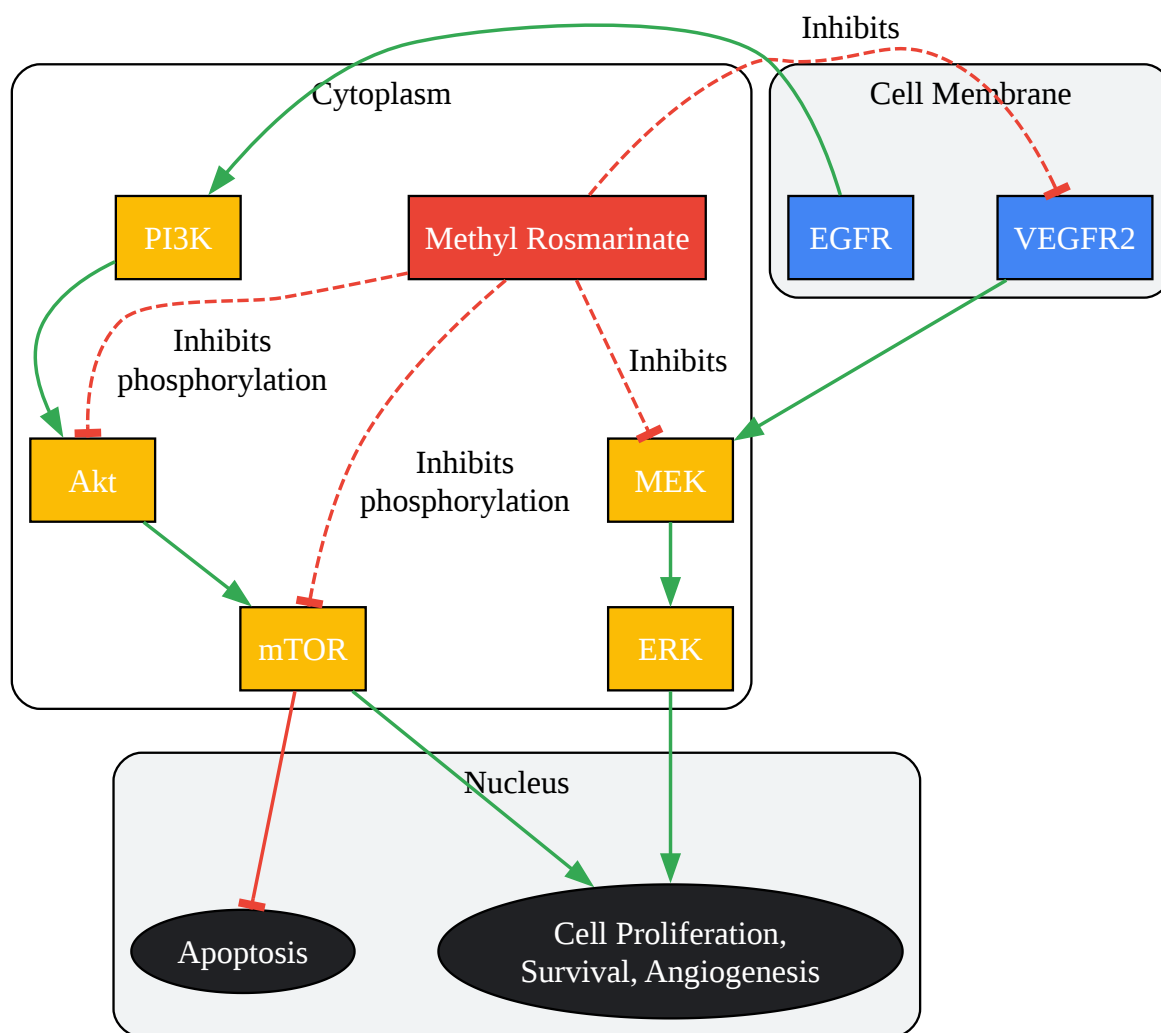 Inhibits
Cytoplasm
Cell Membrane
PI3K
Methyl Rosmarinate
EGFR
VEGFR2
Inhibits
phosphorylation
Inhibits
Inhibits
phosphorylation
Akt
MEK
mTOR
ERK
Nucleus
Apoptosis
Cell Proliferation,
Survival, Angiogenesis